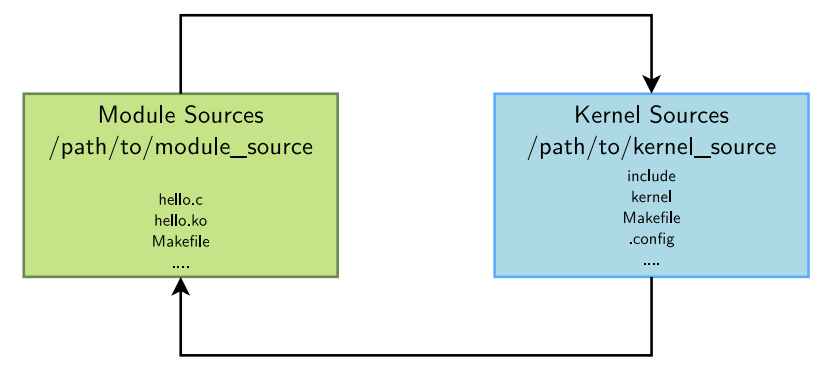 Module Sources
/path/to/module_source
hello.c
hello.ko
Makefile
....
Kernel Sources
/path/to/kernel_source
include
kernel
Makefile
.config
....